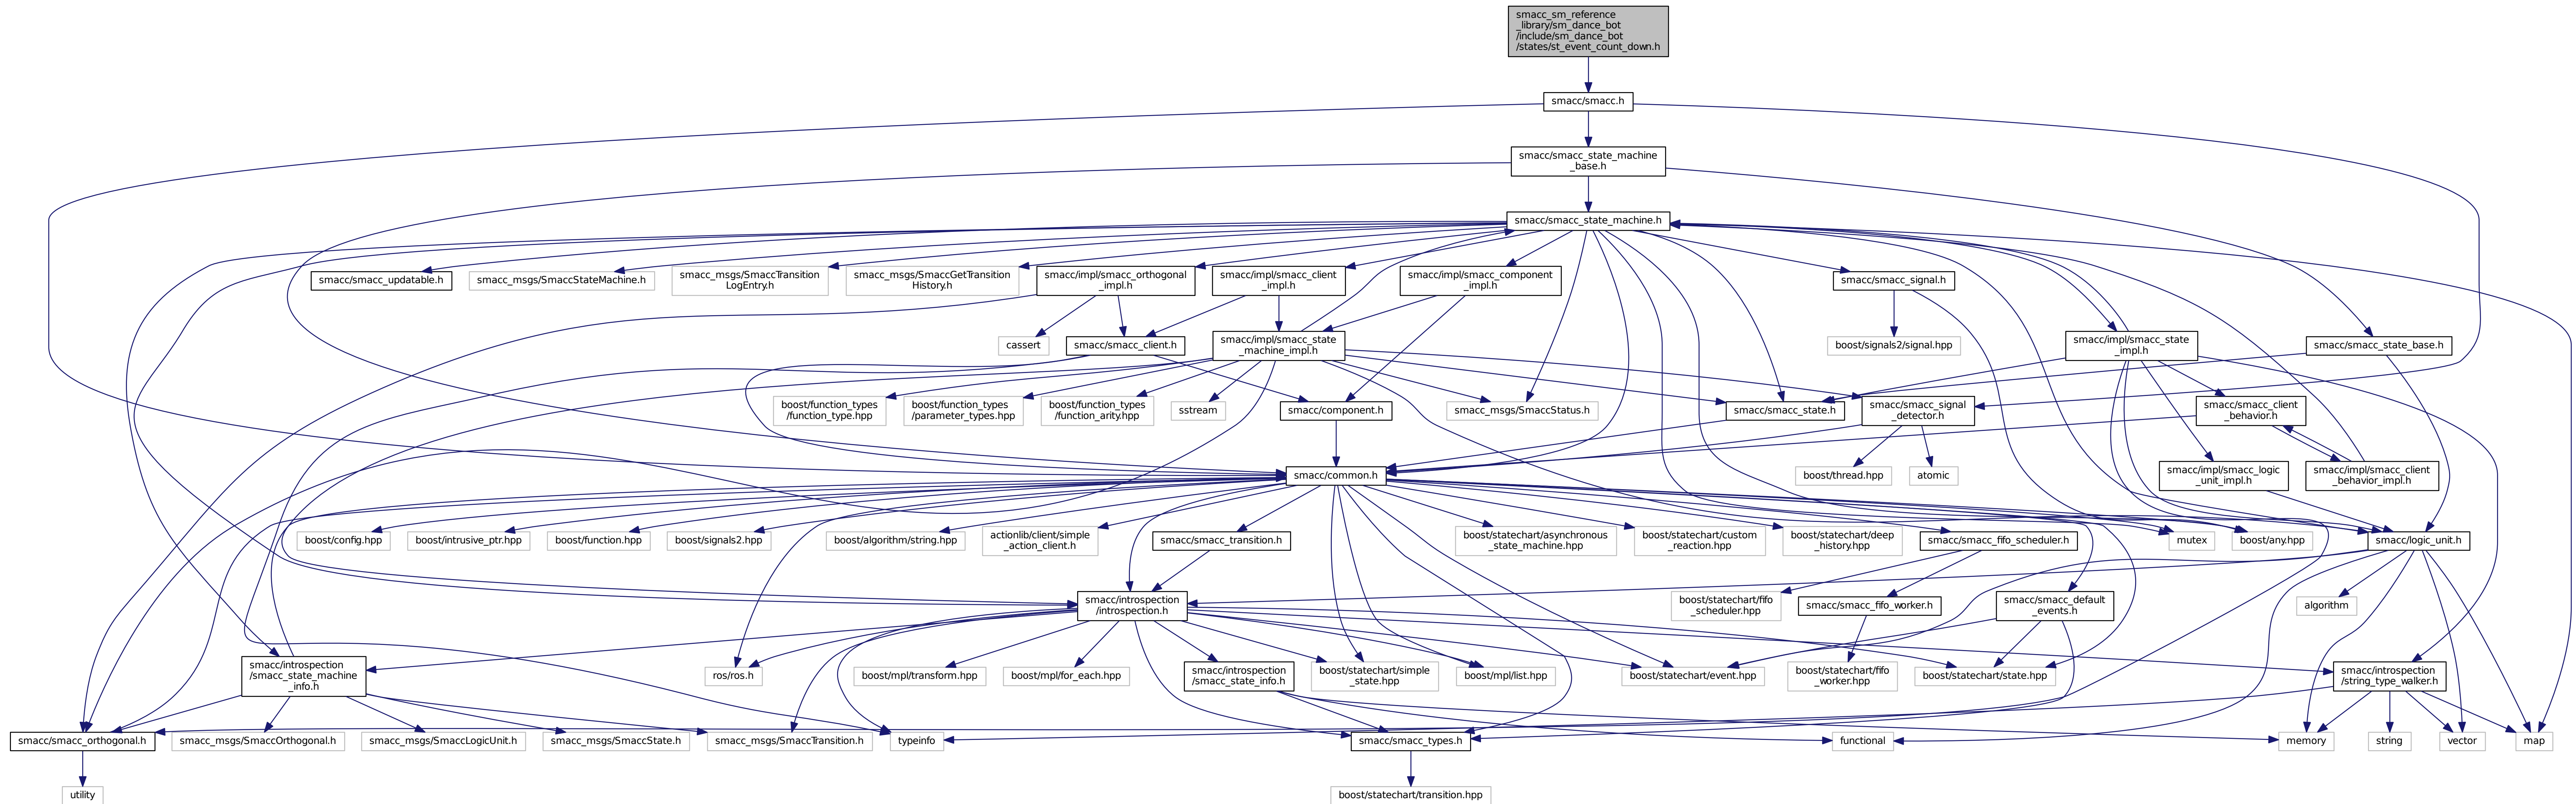 smacc_sm_reference
_library/sm_dance_bot
/include/sm_dance_bot
/states/st_event_count_down.h
smacc/smacc.h
smacc/smacc_state_machine
_base.h
smacc/smacc_state_machine.h
smacc/smacc_updatable.h
smacc_msgs/SmaccStateMachine.h
smacc_msgs/SmaccTransition
LogEntry.h
smacc_msgs/SmaccGetTransition
History.h
smacc/impl/smacc_orthogonal
_impl.h
smacc/impl/smacc_client
_impl.h
smacc/impl/smacc_component
_impl.h
smacc/smacc_signal.h
cassert
smacc/smacc_client.h
smacc/impl/smacc_state
_machine_impl.h
boost/signals2/signal.hpp
smacc/impl/smacc_state
_impl.h
smacc/smacc_state_base.h
boost/function_types
/function_type.hpp
boost/function_types
/parameter_types.hpp
boost/function_types
/function_arity.hpp
sstream
smacc/component.h
smacc_msgs/SmaccStatus.h
smacc/smacc_state.h
smacc/smacc_signal
_detector.h
smacc/smacc_client
_behavior.h
smacc/common.h
boost/thread.hpp
atomic
smacc/impl/smacc_logic
_unit_impl.h
smacc/impl/smacc_client
_behavior_impl.h
boost/config.hpp
boost/intrusive_ptr.hpp
boost/function.hpp
boost/signals2.hpp
boost/algorithm/string.hpp
actionlib/client/simple
_action_client.h
smacc/smacc_transition.h
boost/statechart/asynchronous
_state_machine.hpp
boost/statechart/custom
_reaction.hpp
boost/statechart/deep
_history.hpp
smacc/smacc_fifo_scheduler.h
mutex
boost/any.hpp
smacc/logic_unit.h
smacc/introspection
/introspection.h
boost/statechart/fifo
_scheduler.hpp
smacc/smacc_fifo_worker.h
smacc/smacc_default
_events.h
algorithm
smacc/introspection
/smacc_state_machine
_info.h
ros/ros.h
boost/mpl/transform.hpp
boost/mpl/for_each.hpp
smacc/introspection
/smacc_state_info.h
boost/statechart/simple
_state.hpp
boost/mpl/list.hpp
boost/statechart/event.hpp
boost/statechart/fifo
_worker.hpp
boost/statechart/state.hpp
smacc/introspection
/string_type_walker.h
smacc/smacc_orthogonal.h
smacc_msgs/SmaccOrthogonal.h
smacc_msgs/SmaccLogicUnit.h
smacc_msgs/SmaccState.h
smacc_msgs/SmaccTransition.h
typeinfo
smacc/smacc_types.h
functional
memory
string
vector
map
utility
boost/statechart/transition.hpp